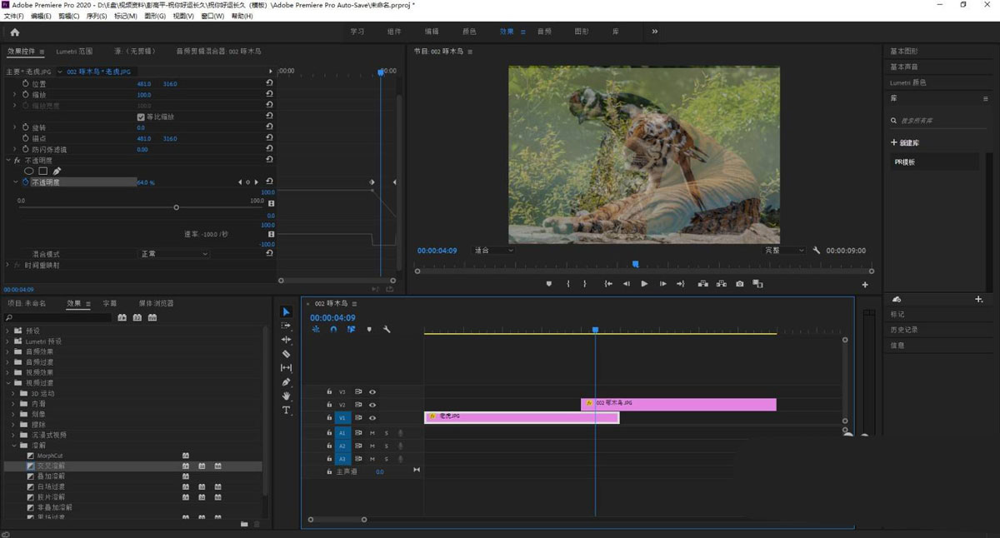 Adobe Premiere Pro 2020 - D:\E盘\视频资料\彭高平-祝你好运长久\祝你好运长久（模板）\Adobe Premiere Pro Auto-Save\未命名.prproj *
文件(F) 编辑(E) 剪辑(C) 序列(S) 标记(M) 图形(G) 视图(V) 窗口(W) 帮助(H)
学习 组件 编辑 颜色 效果 音频 图形 库
效果控件 Lumetri 范围 源:（无剪辑） 音频剪辑混合器: 002 啄木鸟
主要 * 老虎.JPG 002 啄木鸟 * 老虎.JPG
:00:00 00:00
位置 481.0 316.0
缩放 100.0
缩放宽度 100.0
等比缩放
旋转 0.0
锚点 481.0 316.0
防闪烁滤镜 0.00
fx 不透明度
不透明度 64.0 %
100.0
0.0 100.0
0.0
100.0
速率: -100.0 / 秒
-100.0
混合模式 正常
fx 时间重映射
00:00:04:09
节目: 002 啄木鸟
00:00:04:09 适合 完整 00:00:09:00
基本图形
基本声音
Lumetri 颜色
库
搜索所有库
新建库
PR模板
标记
历史记录
信息
项目: 未命名 效果 字幕 媒体浏览器
预设
Lumetri 预设
音频效果
音频过渡
视频效果
视频过渡
3D 运动
内滑
划像
擦除
沉浸式视频
溶解
MorphCut
交叉溶解
叠加溶解
白场过渡
胶片溶解
非叠加溶解
黑场过渡
002 啄木鸟
00:00:04:09
V3
V2 fx 002 啄木鸟.JPG
V1 fx 老虎.JPG
A1 M S
A2 M S
A3 M S
主声道 0.0